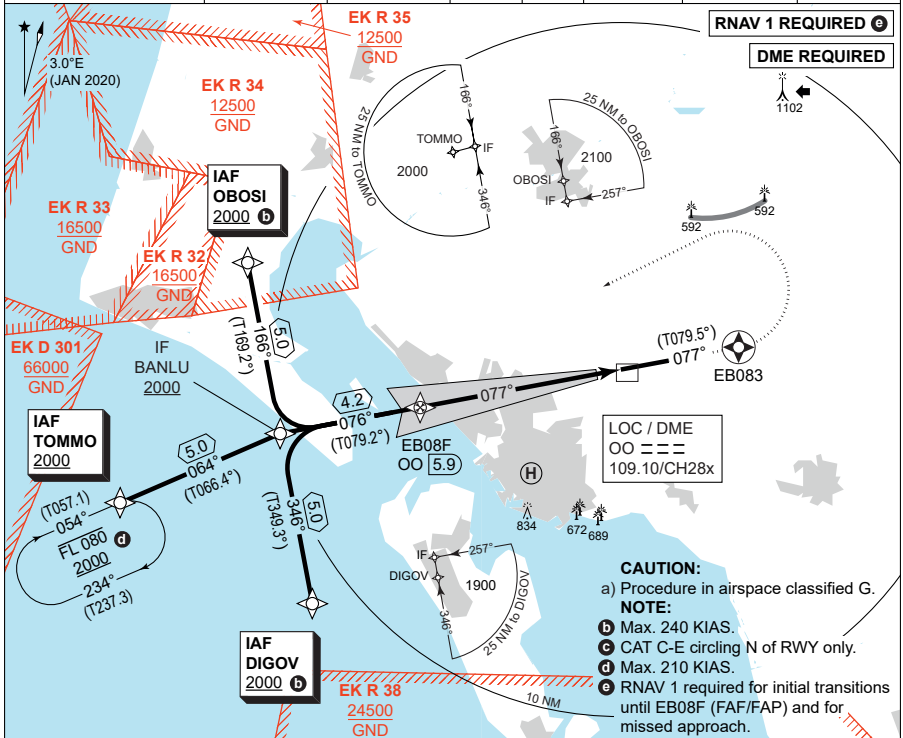 RNAV 1 REQUIRED e
DME REQUIRED
1102
3.0°E
(JAN 2020)
EK R 35
12500
GND
EK R 34
12500
GND
EK R 33
16500
GND
EK R 32
16500
GND
EK D 301
66000
GND
IAF
OBOSI
2000 b
25 NM to TOMMO
TOMMO
IF
166°
346°
2000
25 NM to OBOSI
166°
OBOSI
IF
257°
2100
592
592
5.0
166°
(T169.2°)
IF
BANLU
2000
IAF
TOMMO
2000
5.0
064°
(T066.4°)
4.2
076°
(T079.2°)
077°
(T079.5°)
077°
EB083
EB08F
OO 5.9
LOC / DME
OO
109.10/CH28x
H
834
672
689
(T057.1)
054°
FL 080 d
2000
234°
(T237.3)
5.0
346°
(T349.3°)
IAF
DIGOV
2000 b
IF
257°
DIGOV
346°
1900
25 NM to DIGOV
10 NM
EK R 38
24500
GND
CAUTION:
a) Procedure in airspace classified G.
NOTE:
b Max. 240 KIAS.
c CAT C-E circling N of RWY only.
d Max. 210 KIAS.
e RNAV 1 required for initial transitions
until EB08F (FAF/FAP) and for
missed approach.